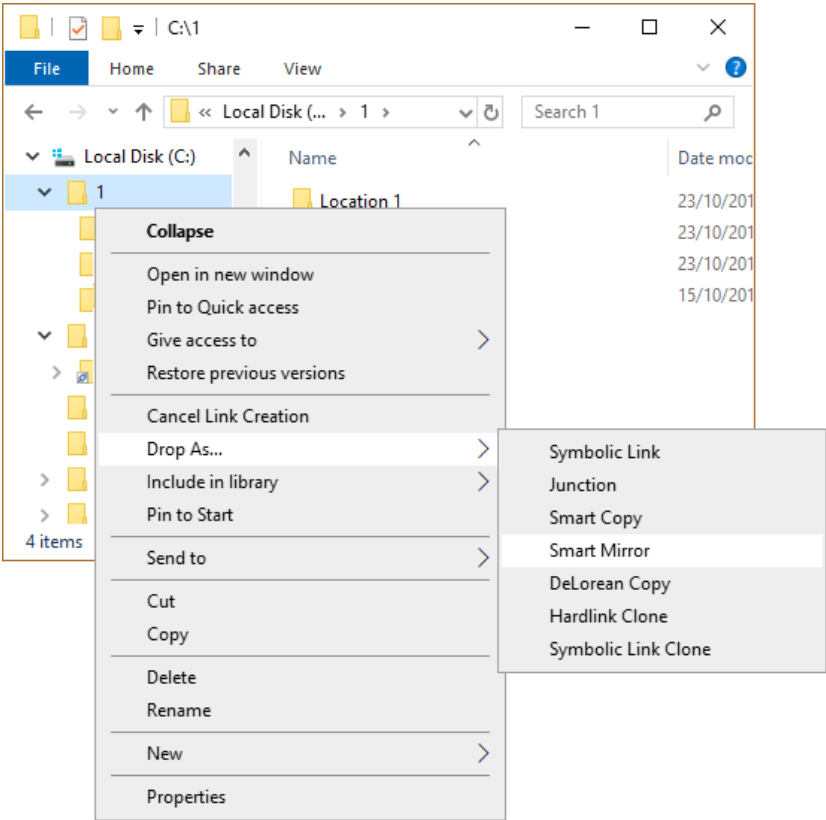 C:\1
File Home Share View
« Local Disk (... › 1 › Search 1
Local Disk (C:) Name Date moc
1 Location 1 23/10/201
23/10/201
23/10/201
15/10/201
4 items
Collapse
Open in new window
Pin to Quick access
Give access to
Restore previous versions
Cancel Link Creation
Drop As...
Include in library
Pin to Start
Send to
Cut
Copy
Delete
Rename
New
Properties
Symbolic Link
Junction
Smart Copy
Smart Mirror
DeLorean Copy
Hardlink Clone
Symbolic Link Clone